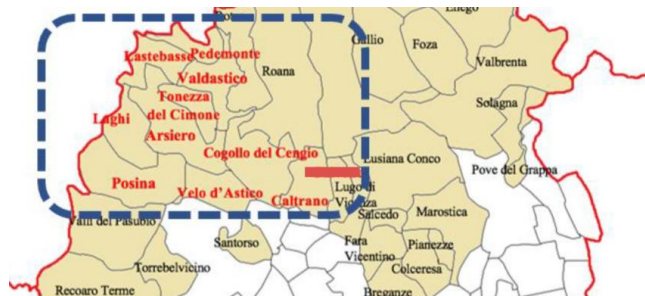 Gallio
Enego
Foza
Lastebasse
Pedemonte
Valbrenta
Roana
Valdastico
Tonezza
del Cimone
Solagna
Laghi
Arsiero
Cogollo del Cengio
Lusiana Conco
Pove del Grappa
Posina
Velo d'Astico
Lugo di
Vicenza
Caltrano
Salcedo
Marostica
Valli del Pasubio
Santorso
Fara
Vicentino
Pianezze
Torrebelvicino
Colceresa
Recoaro Terme
Breganze